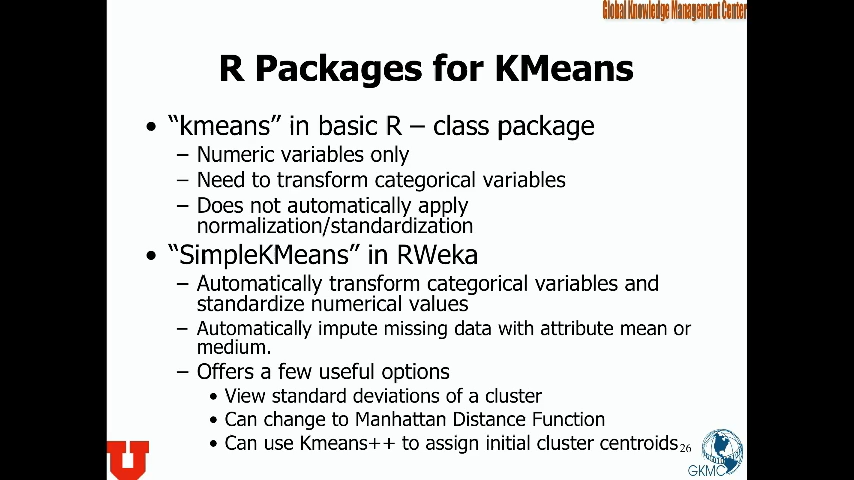 Global Knowledge Management Center
R Packages for KMeans
• “kmeans” in basic R – class package
– Numeric variables only
– Need to transform categorical variables
– Does not automatically apply
normalization/standardization
• “SimpleKMeans” in RWeka
– Automatically transform categorical variables and
standardize numerical values
– Automatically impute missing data with attribute mean or
medium.
– Offers a few useful options
• View standard deviations of a cluster
• Can change to Manhattan Distance Function
• Can use Kmeans++ to assign initial cluster centroids
26
U
GKMC